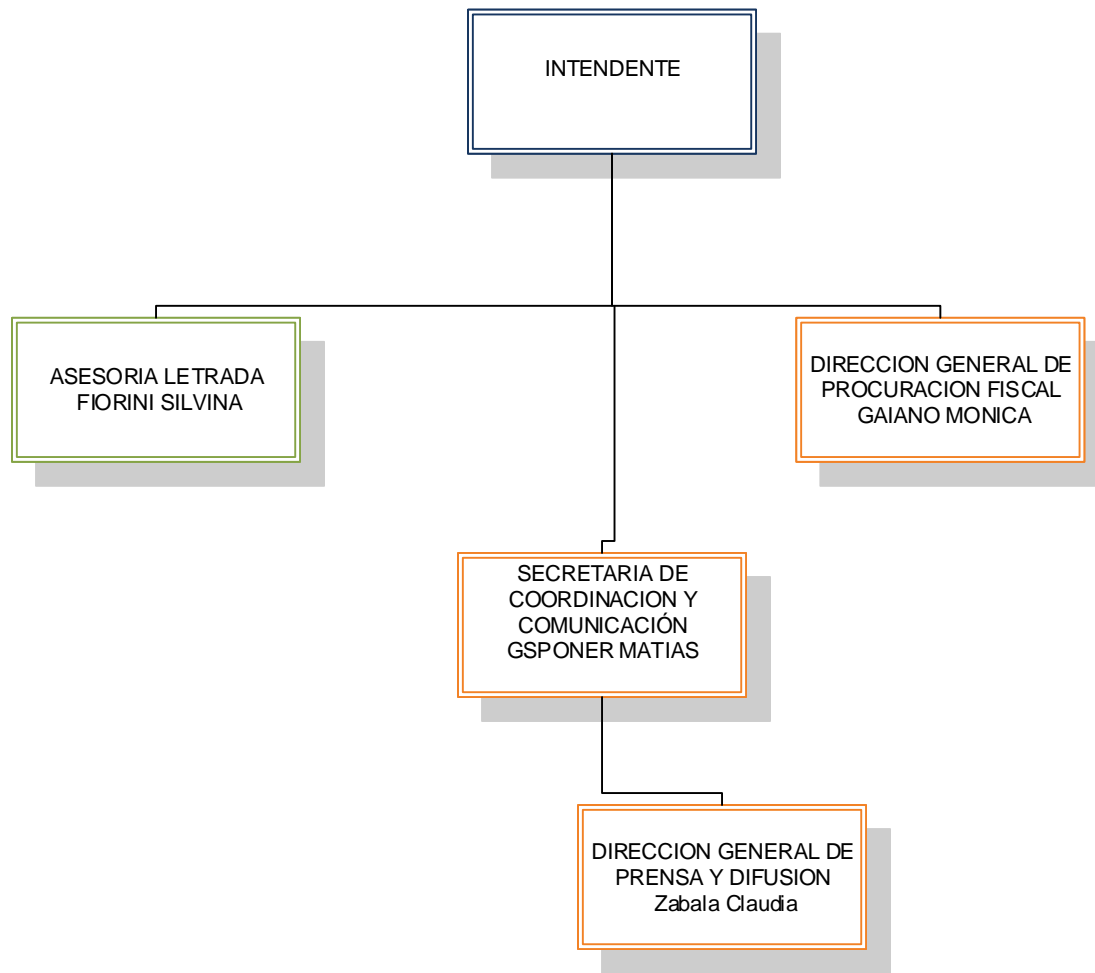 INTENDENTE
ASESORIA LETRADA
FIORINI SILVINA
DIRECCION GENERAL DE
PROCURACION FISCAL
GAIANO MONICA
SECRETARIA DE
COORDINACION Y
COMUNICACIÓN
GSPONER MATIAS
DIRECCION GENERAL DE
PRENSA Y DIFUSION
Zabala Claudia